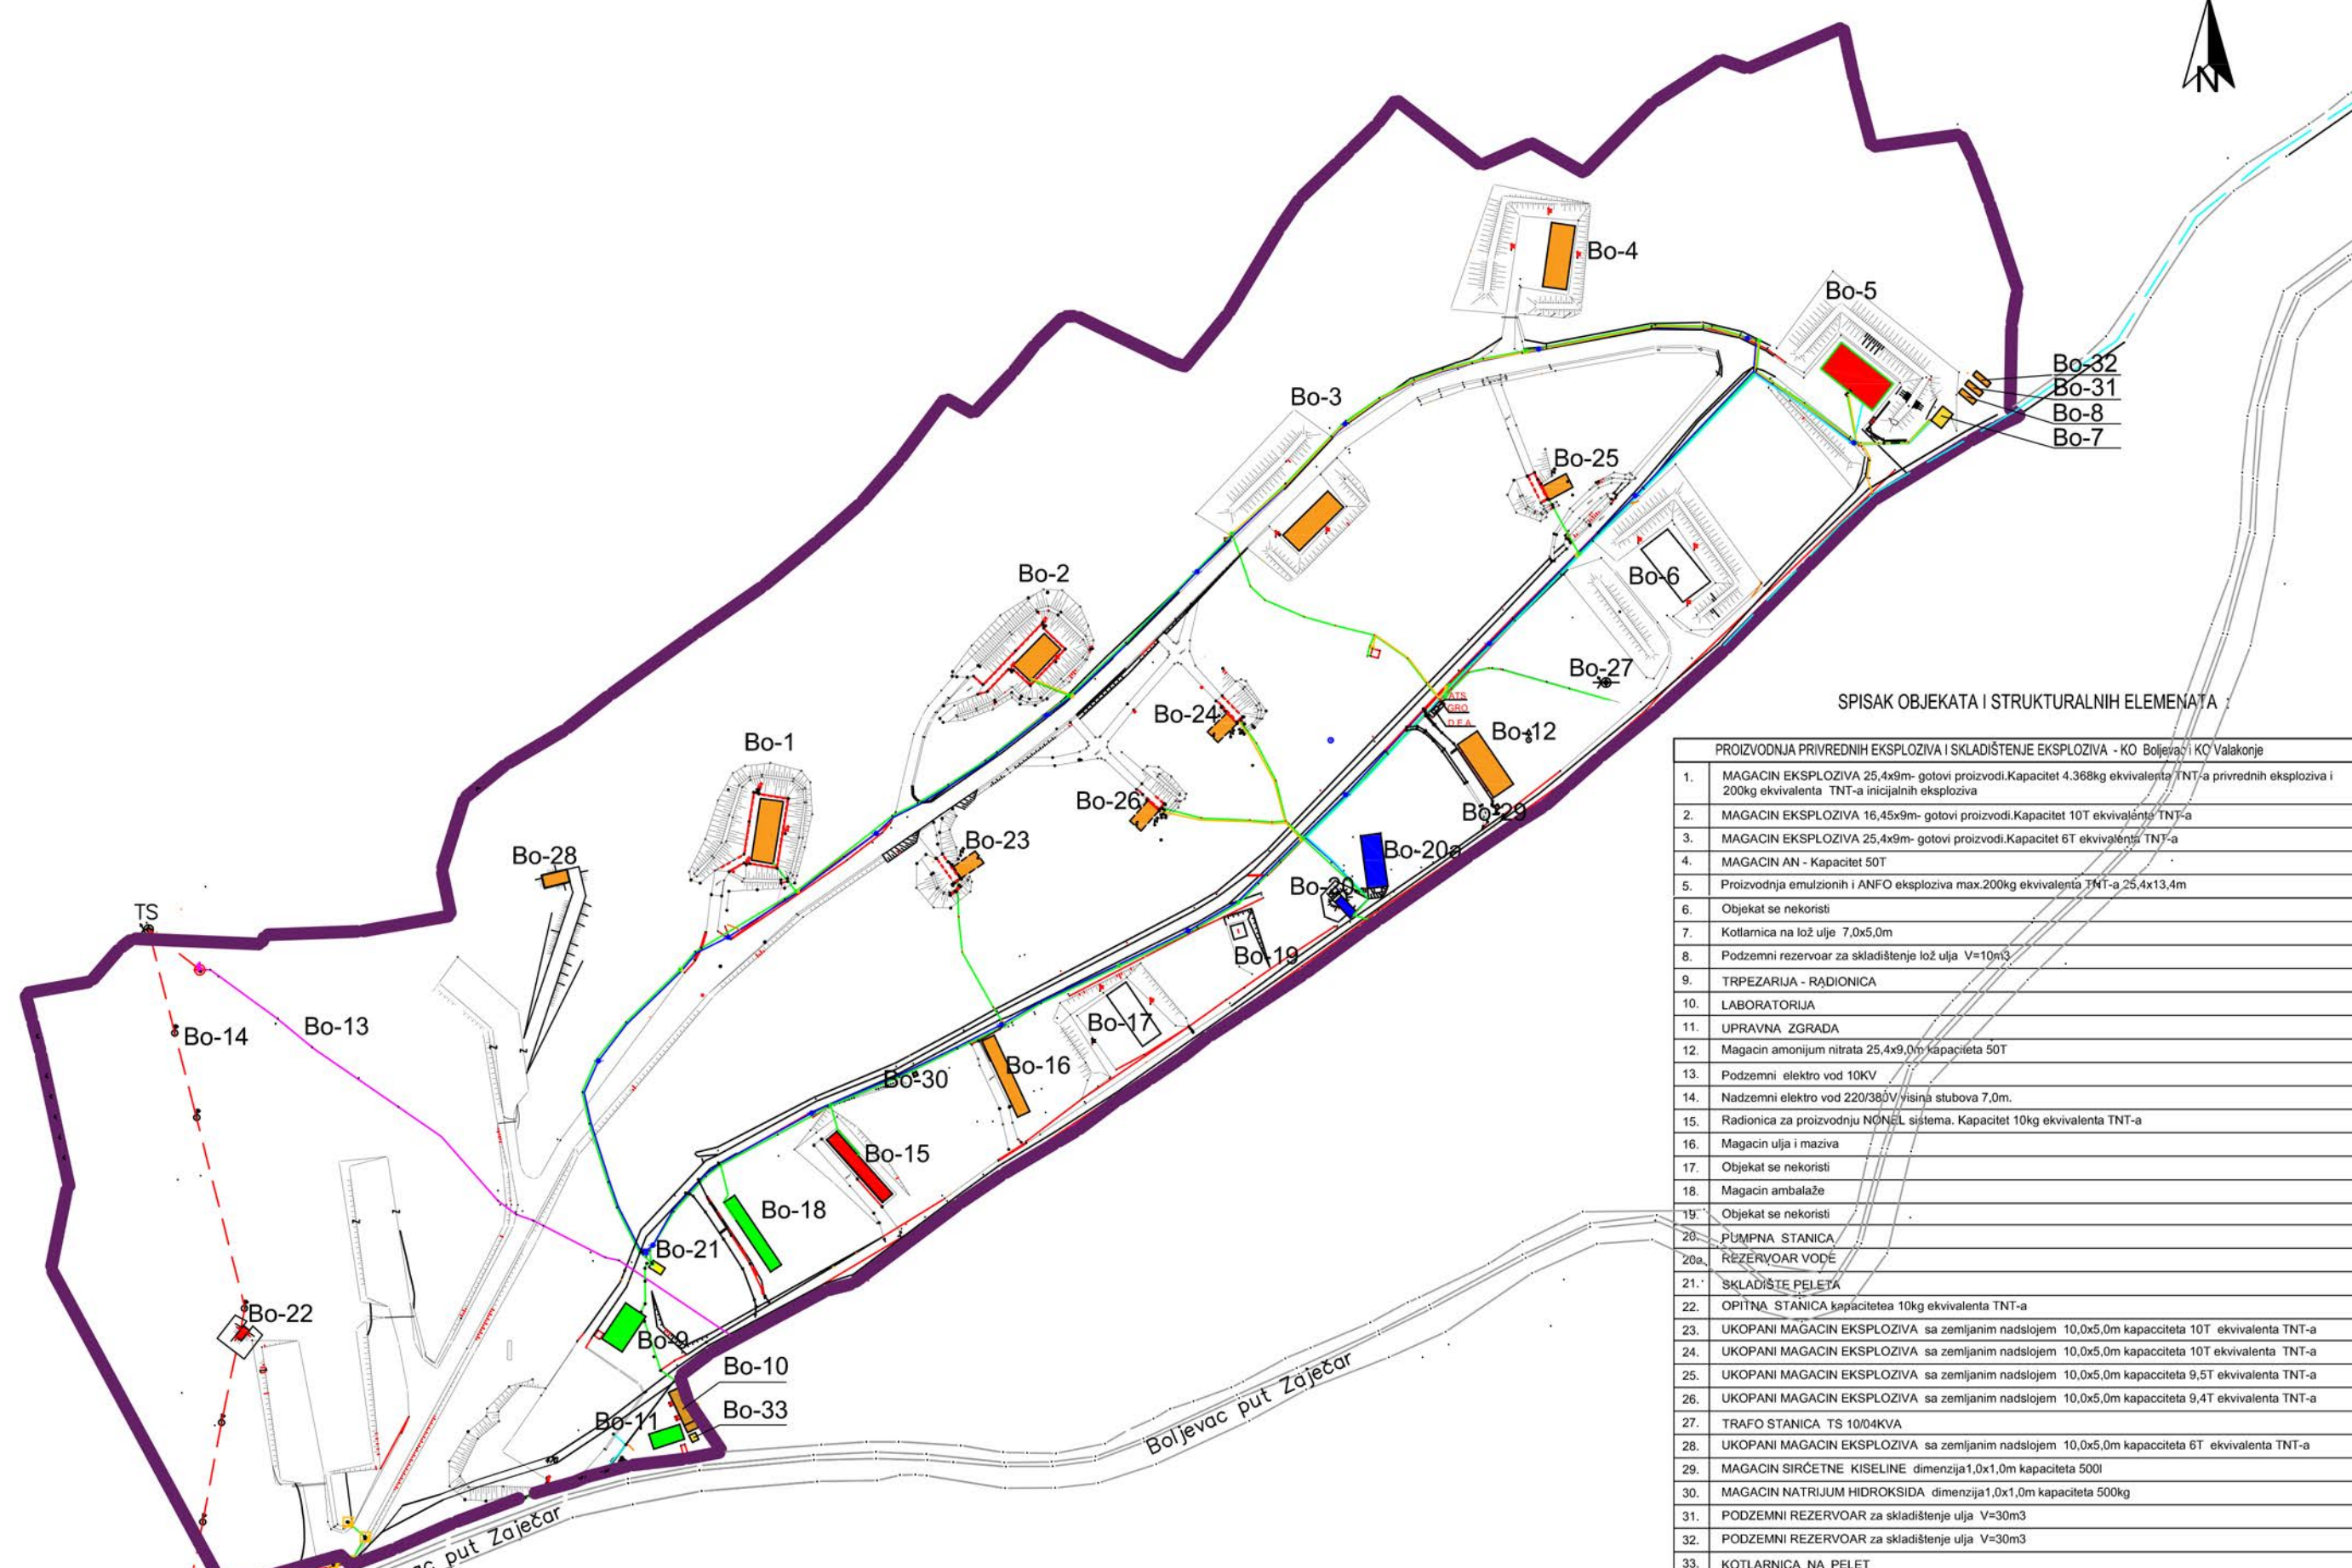 N
Bo-4
Bo-5
Bo-32
Bo-31
Bo-8
Bo-7
Bo-3
Bo-25
Bo-2
Bo-6
Bo-27
Bo-24
ATS
GRO
D.E.A.
Bo-12
Bo-1
Bo-26
Bo-29
Bo-23
Bo-20a
Bo-28
Bo-20
TS
Bo-19
Bo-14
Bo-13
Bo-17
Bo-16
Bo-30
Bo-15
Bo-18
Bo-21
Bo-22
Bo-9
Bo-10
Bo-33
Bo-11
Boljevac put Zaječar
put Zaječar
SPISAK OBJEKATA I STRUKTURALNIH ELEMENATA :
PROIZVODNJA PRIVREDNIH EKSPLOZIVA I SKLADIŠTENJE EKSPLOZIVA - KO Boljevac i KO Valakonje
1. MAGACIN EKSPLOZIVA 25,4x9m- gotovi proizvodi.Kapacitet 4.368kg ekvivalenta TNT-a privrednih eksploziva i
200kg ekvivalenta TNT-a inicijalnih eksploziva
2. MAGACIN EKSPLOZIVA 16,45x9m- gotovi proizvodi.Kapacitet 10T ekvivalenta TNT-a
3. MAGACIN EKSPLOZIVA 25,4x9m- gotovi proizvodi.Kapacitet 6T ekvivalenta TNT-a
4. MAGACIN AN - Kapacitet 50T
5. Proizvodnja emulzionih i ANFO eksploziva max.200kg ekvivalenta TNT-a 25,4x13,4m
6. Objekat se nekoristi
7. Kotlarnica na lož ulje 7,0x5,0m
8. Podzemni rezervoar za skladištenje lož ulja V=10m3
9. TRPEZARIJA - RADIONICA
10. LABORATORIJA
11. UPRAVNA ZGRADA
12. Magacin amonijum nitrata 25,4x9,0m kapaciteta 50T
13. Podzemni elektro vod 10KV
14. Nadzemni elektro vod 220/380V visina stubova 7,0m.
15. Radionica za proizvodnju NONEL sistema. Kapacitet 10kg ekvivalenta TNT-a
16. Magacin ulja i maziva
17. Objekat se nekoristi
18. Magacin ambalaže
19. Objekat se nekoristi
20. PUMPNA STANICA
20a. REZERVOAR VODE
21. SKLADIŠTE PELETA
22. OPITNA STANICA kapacitetea 10kg ekvivalenta TNT-a
23. UKOPANI MAGACIN EKSPLOZIVA sa zemljanim nadslojem 10,0x5,0m kapacciteta 10T ekvivalenta TNT-a
24. UKOPANI MAGACIN EKSPLOZIVA sa zemljanim nadslojem 10,0x5,0m kapacciteta 10T ekvivalenta TNT-a
25. UKOPANI MAGACIN EKSPLOZIVA sa zemljanim nadslojem 10,0x5,0m kapacciteta 9,5T ekvivalenta TNT-a
26. UKOPANI MAGACIN EKSPLOZIVA sa zemljanim nadslojem 10,0x5,0m kapacciteta 9,4T ekvivalenta TNT-a
27. TRAFO STANICA TS 10/04KVA
28. UKOPANI MAGACIN EKSPLOZIVA sa zemljanim nadslojem 10,0x5,0m kapacciteta 6T ekvivalenta TNT-a
29. MAGACIN SIRĆETNE KISELINE dimenzija1,0x1,0m kapaciteta 500l
30. MAGACIN NATRIJUM HIDROKSIDA dimenzija1,0x1,0m kapaciteta 500kg
31. PODZEMNI REZERVOAR za skladištenje ulja V=30m3
32. PODZEMNI REZERVOAR za skladištenje ulja V=30m3
33. KOTLARNICA NA PELET